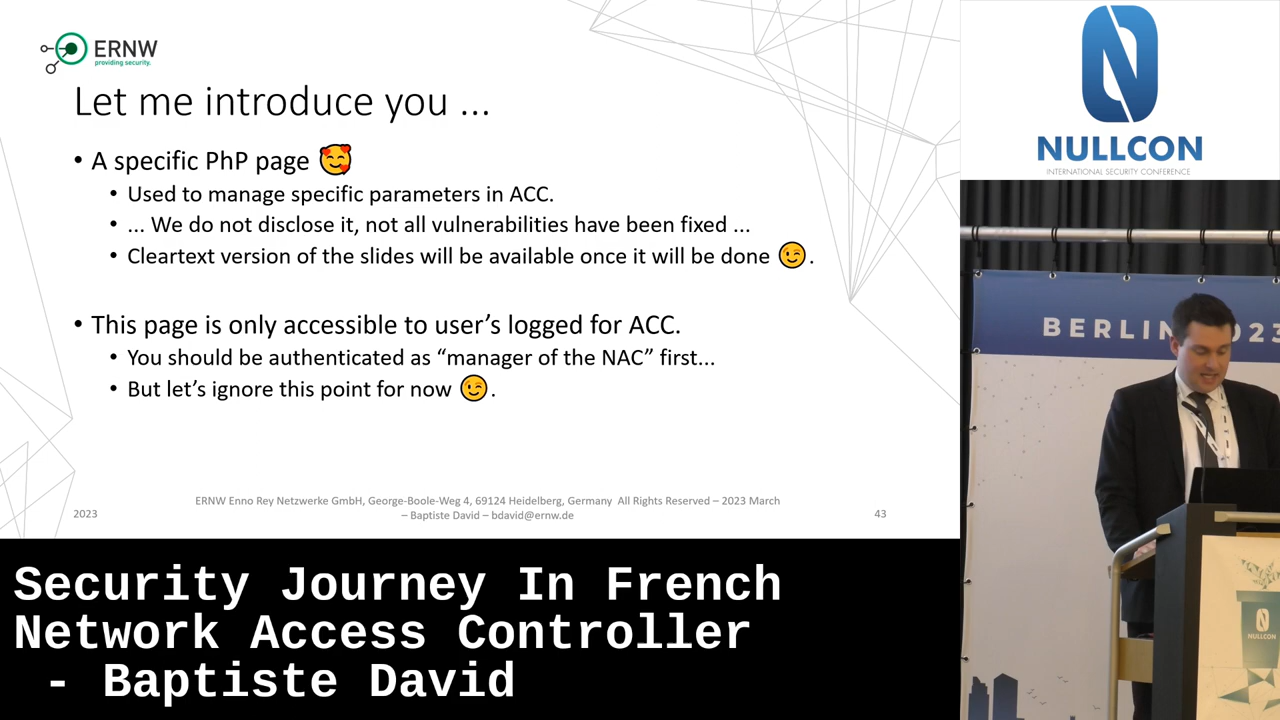 ERNW
providing security.
Let me introduce you ...
• A specific PhP page 🥰
• Used to manage specific parameters in ACC.
• ... We do not disclose it, not all vulnerabilities have been fixed ...
• Cleartext version of the slides will be available once it will be done 😉.
• This page is only accessible to user’s logged for ACC.
• You should be authenticated as “manager of the NAC” first...
• But let’s ignore this point for now 😉.
2023
ERNW Enno Rey Netzwerke GmbH, George-Boole-Weg 4, 69124 Heidelberg, Germany All Rights Reserved – 2023 March
– Baptiste David – bdavid@ernw.de
43
NULLCON
INTERNATIONAL SECURITY CONFERENCE
BERLIN 2023
NULLCON
Security Journey In French
Network Access Controller
- Baptiste David